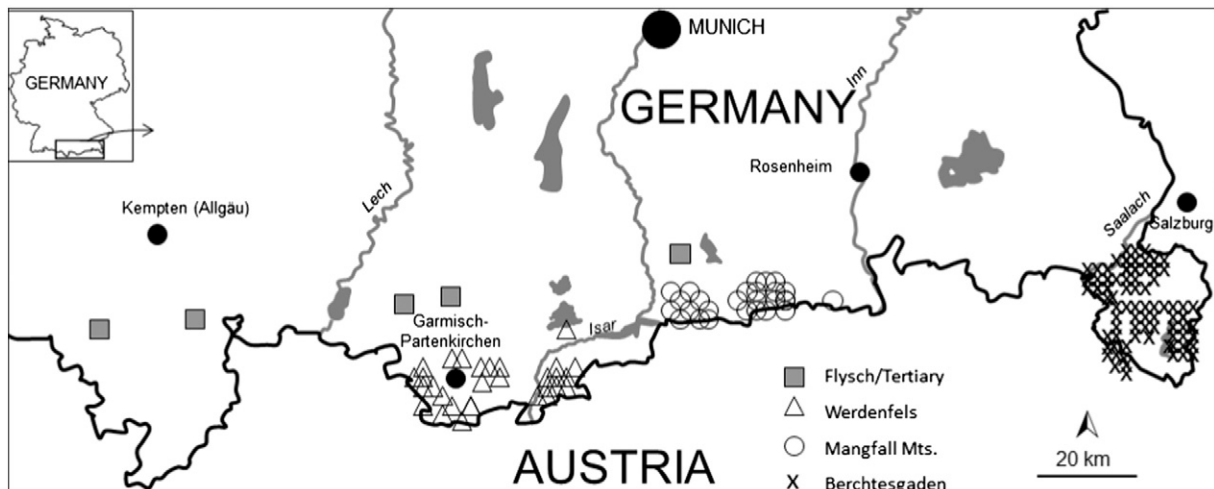 MUNICH
GERMANY
GERMANY
Inn
Rosenheim
Lech
Kempten (Allgäu)
Saalach
Salzburg
Garmisch-
Partenkirchen
Isar
Flysch/Tertiary
Werdenfels
Mangfall Mts.
Berchtesgaden
AUSTRIA
20 km